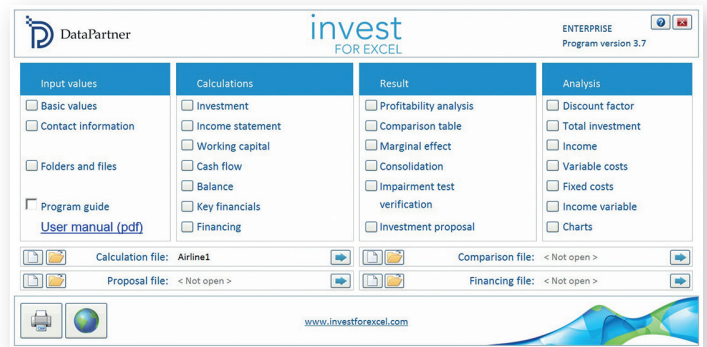 DataPartner
invest
FOR EXCEL
ENTERPRISE
Program version 3.7
Input values
Basic values
Contact information
Folders and files
Program guide
User manual (pdf)
Calculations
Investment
Income statement
Working capital
Cash flow
Balance
Key financials
Financing
Result
Profitability analysis
Comparison table
Marginal effect
Consolidation
Impairment test
verification
Investment proposal
Analysis
Discount factor
Total investment
Income
Variable costs
Fixed costs
Income variable
Charts
Calculation file: Airline1
Comparison file: < Not open >
Proposal file: < Not open >
Financing file: < Not open >
www.investforexcel.com